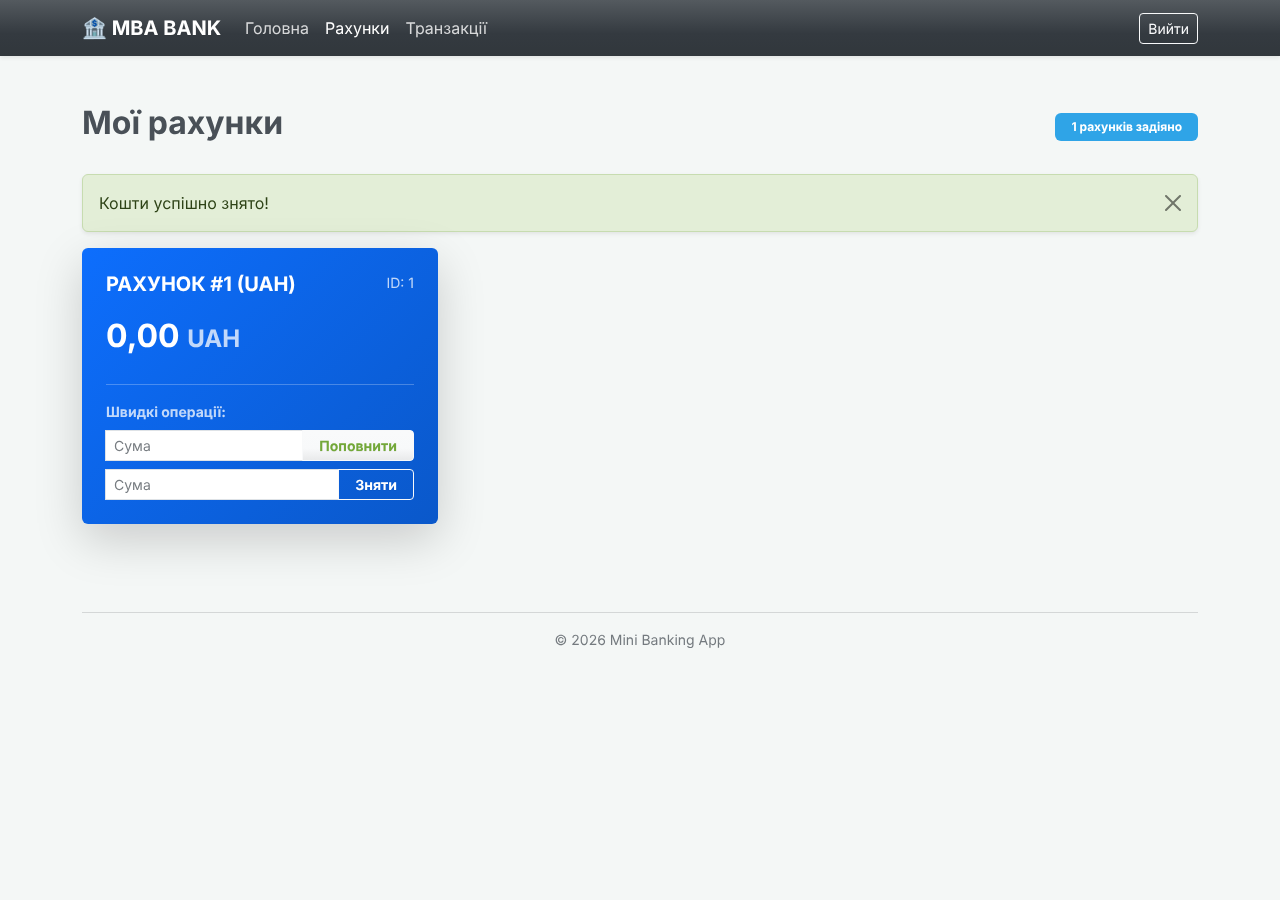 MBA BANK Головна Рахунки Транзакції Вийти
Мої рахунки
1 рахунків задіяно
Кошти успішно знято!
РАХУНОК #1 (UAH) ID: 1
0,00 UAH
Швидкі операції:
Сума Поповнити
Сума Зняти
© 2026 Mini Banking App